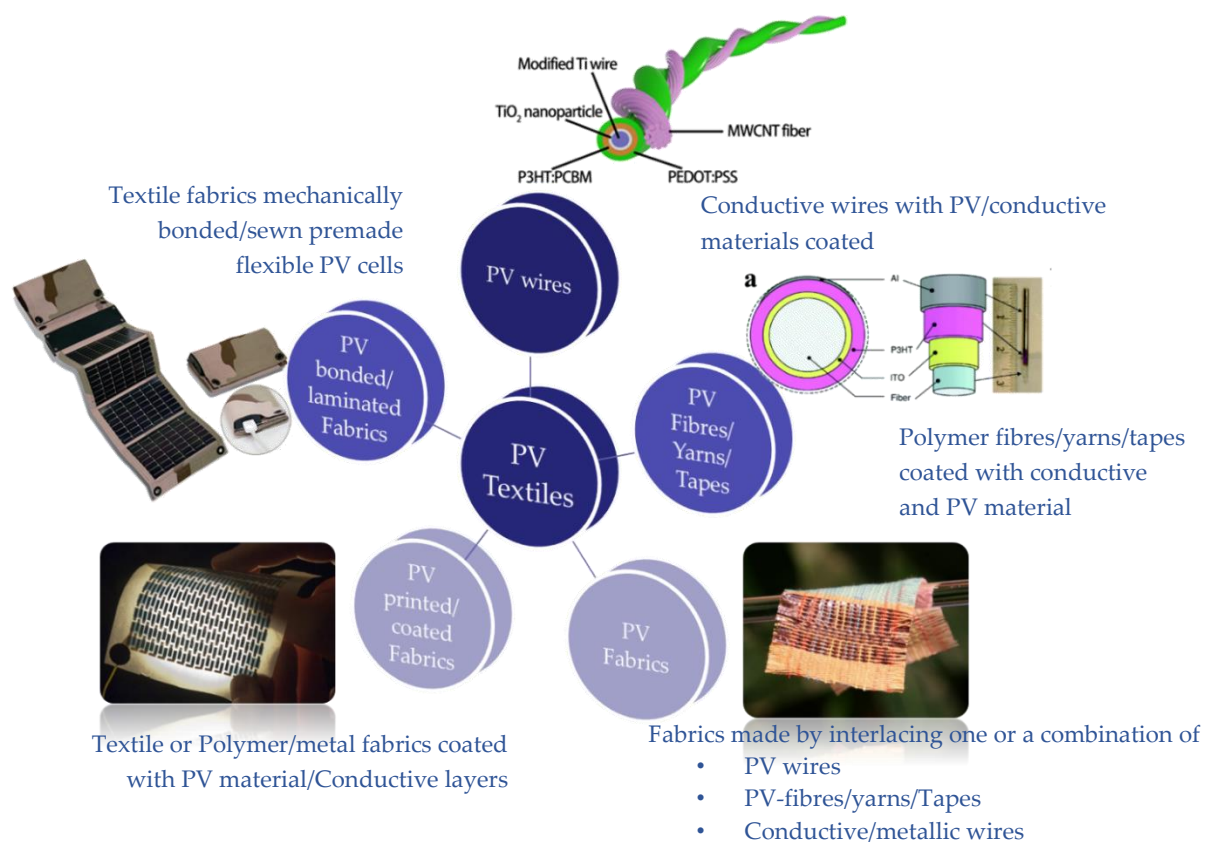 Modified Ti wire
TiO₂ nanoparticle
MWCNT fiber
P3HT:PCBM
PEDOT:PSS
Textile fabrics mechanically
bonded/sewn premade
flexible PV cells
Conductive wires with PV/conductive
materials coated
PV wires
a
Al
P3HT
ITO
Fiber
1
2
3
PV
bonded/
laminated
Fabrics
PV
Fibres/
Yarns/
Tapes
PV
Textiles
Polymer fibres/yarns/tapes
coated with conductive
and PV material
PV
printed/
coated
Fabrics
PV
Fabrics
Textile or Polymer/metal fabrics coated
with PV material/Conductive layers
Fabrics made by interlacing one or a combination of
• PV wires
• PV-fibres/yarns/Tapes
• Conductive/metallic wires